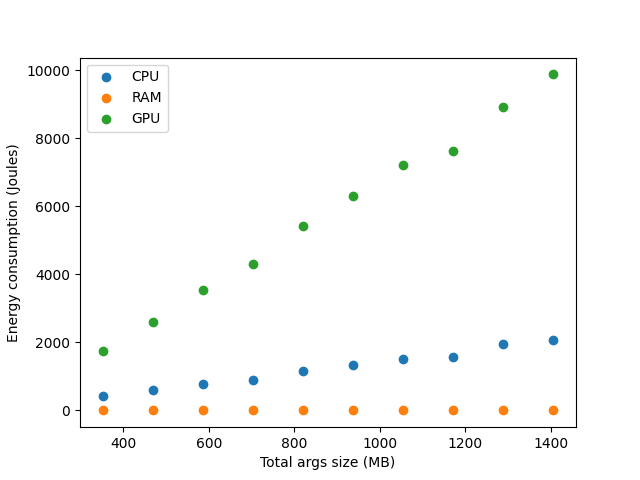 CPU
RAM
GPU
10000
8000
6000
4000
2000
0
Energy consumption (Joules)
400 600 800 1000 1200 1400
Total args size (MB)